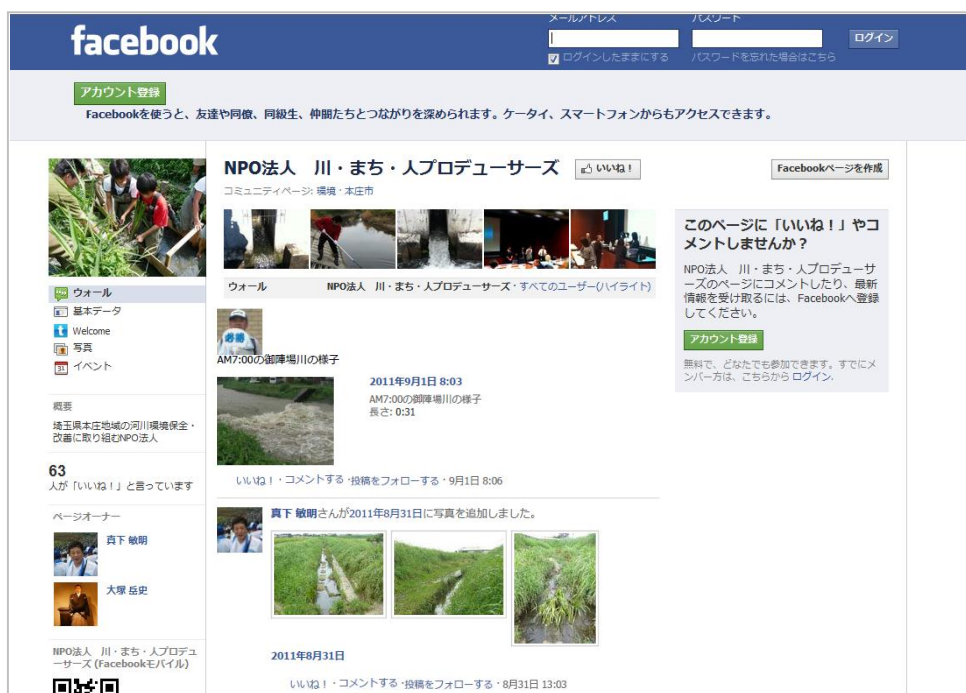 メールアドレス
パスワード
facebook
ログイン
ログインしたままにする
パスワードを忘れた場合はこちら
アカウント登録
Facebookを使うと、友達や同僚、同級生、仲間たちとつながりを深められます。ケータイ、スマートフォンからもアクセスできます。
NPO法人　川・まち・人プロデューサーズ
いいね！
Facebookページを作成
コミュニティページ: 環境・本庄市
ウォール
NPO法人　川・まち・人プロデューサーズ・すべてのユーザー(ハイライト)
必勝
AM7:00の御陣場川の様子
2011年9月1日 8:03
AM7:00の御陣場川の様子
長さ: 0:31
いいね！・コメントする・投稿をフォローする・9月1日 8:06
真下 敏明さんが2011年8月31日に写真を追加しました。
2011年8月31日
いいね！・コメントする・投稿をフォローする・8月31日 13:03
ウォール
基本データ
Welcome
写真
31
イベント
概要
埼玉県本庄地域の河川環境保全・
改善に取り組むNPO法人
63
人が「いいね！」と言っています
ページオーナー
真下 敏明
大塚 岳史
NPO法人　川・まち・人プロデュ
ーサーズ (Facebookモバイル)
このページに「いいね！」やコ
メントしませんか？
NPO法人　川・まち・人プロデューサ
ーズのページにコメントしたり、最新
情報を受け取るには、Facebookへ登録
してください。
アカウント登録
無料で、どなたでも参加できます。すでにメ
ンバー方は、こちらから ログイン.